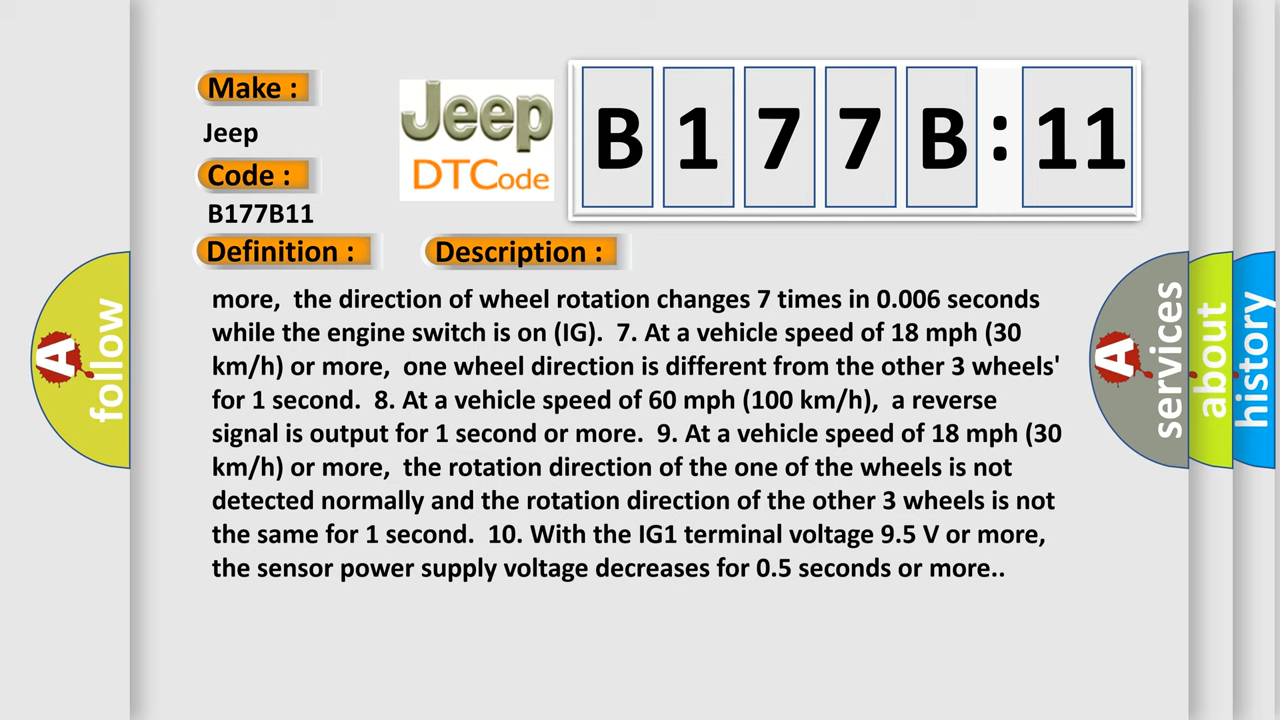 Make :
Jeep
Code :
B177B11
Definition :
Description :
Jeep
DTCode
B177B:11
more, the direction of wheel rotation changes 7 times in 0.006 seconds
while the engine switch is on (IG). 7. At a vehicle speed of 18 mph (30
km/h) or more, one wheel direction is different from the other 3 wheels'
for 1 second. 8. At a vehicle speed of 60 mph (100 km/h), a reverse
signal is output for 1 second or more. 9. At a vehicle speed of 18 mph (30
km/h) or more, the rotation direction of the one of the wheels is not
detected normally and the rotation direction of the other 3 wheels is not
the same for 1 second. 10. With the IG1 terminal voltage 9.5 V or more,
the sensor power supply voltage decreases for 0.5 seconds or more..
A
follow
A
services
about
history